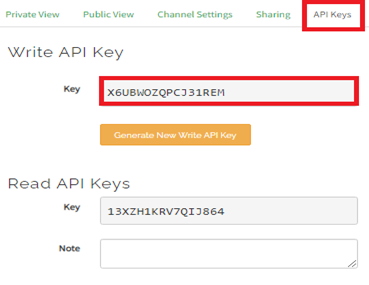 Private View Public View Channel Settings Sharing API Keys
Write API Key
Key X6UBWOZQPCJ31REM
Generate New Write API Key
Read API Keys
Key 13XZH1KRV7QIJ864
Note